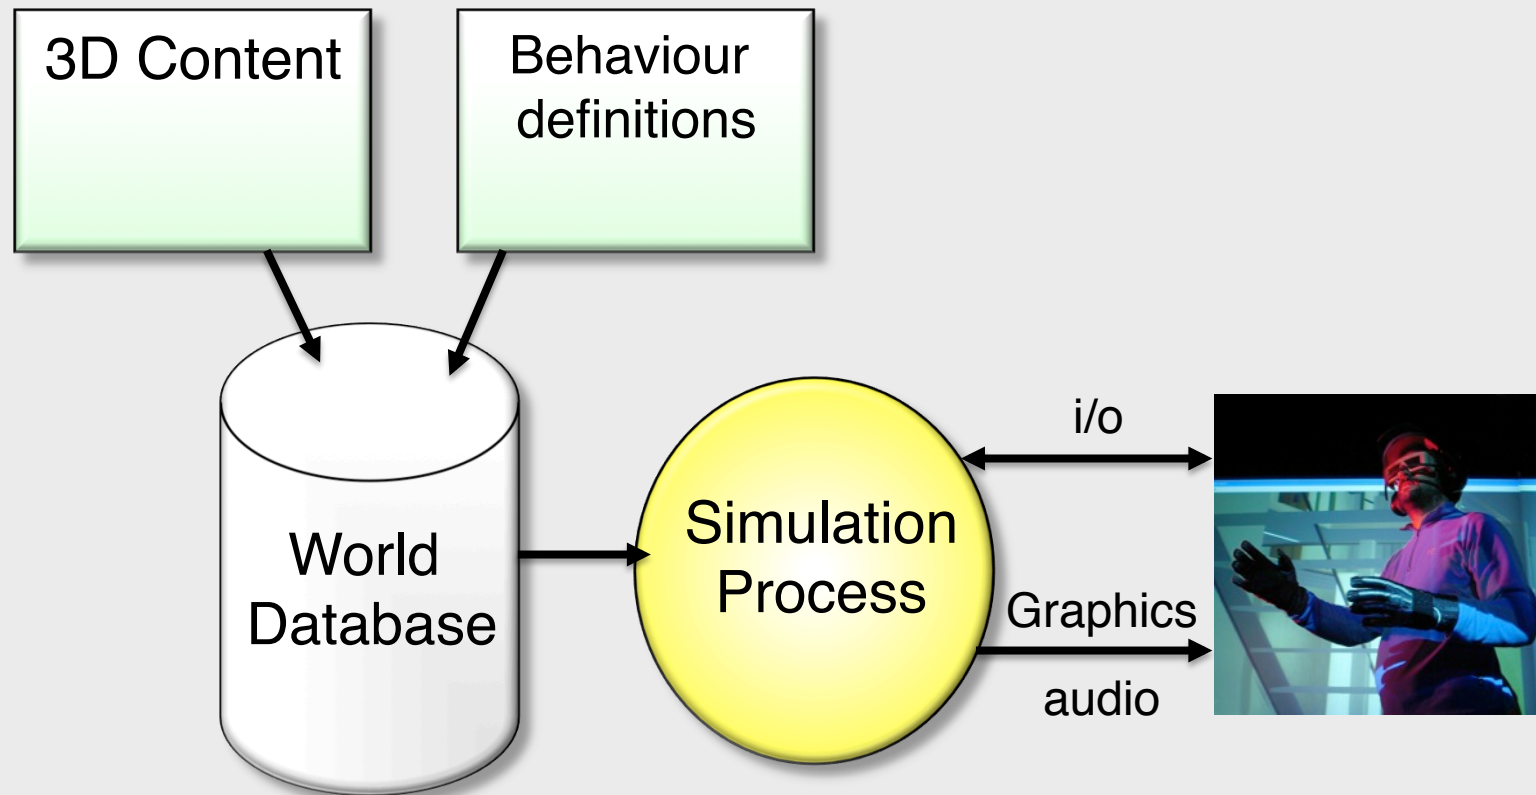 3D Content
Behaviour
definitions
World
Database
Simulation
Process
i/o
Graphics
audio